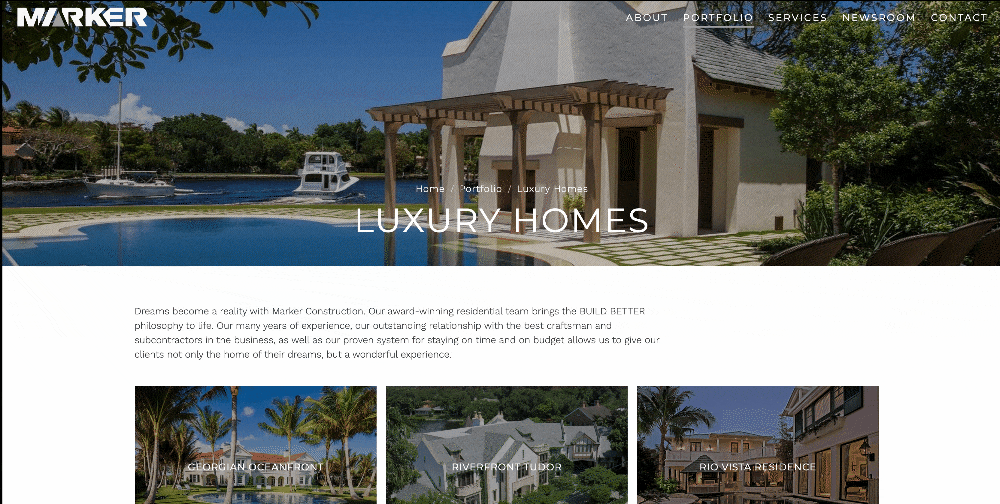 MARKER
ABOUT PORTFOLIO SERVICES NEWSROOM CONTACT
Home / Portfolio / Luxury Homes
LUXURY HOMES
Dreams become a reality with Marker Construction. Our award-winning residential team brings the BUILD BETTER
philosophy to life. Our many years of experience, our outstanding relationship with the best craftsman and
subcontractors in the business, as well as our proven system for staying on time and on budget allows us to give our
clients not only the home of their dreams, but a wonderful experience.
GEORGIAN OCEANFRONT
RIVERFRONT TUDOR
RIO VISTA RESIDENCE